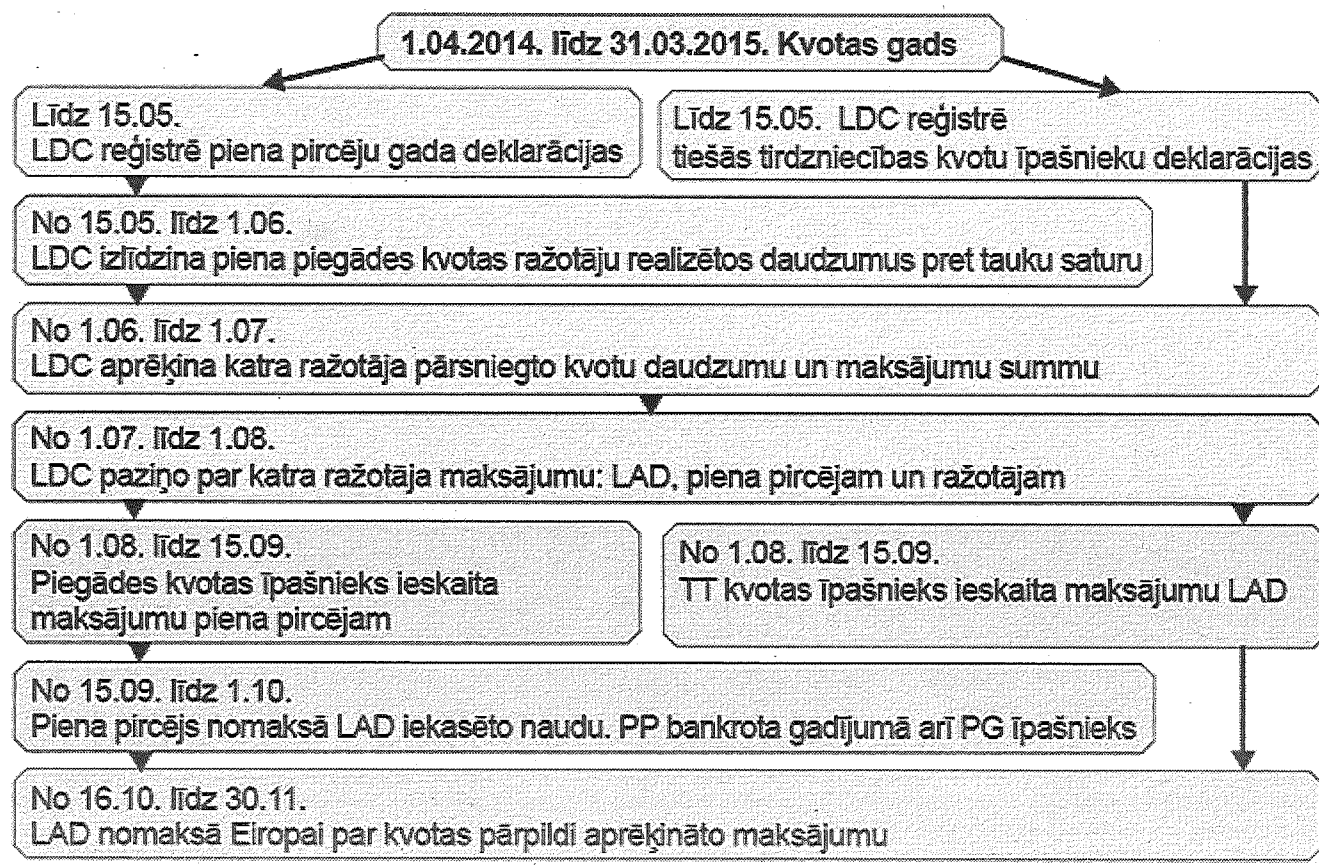 1.04.2014. līdz 31.03.2015. Kvotas gads
Līdz 15.05.
LDC reģistrē piena pircēju gada deklarācijas
Līdz 15.05. LDC reģistrē
tiešās tirdzniecības kvotu īpašnieku deklarācijas
No 15.05. līdz 1.06.
LDC izlīdzina piena piegādes kvotas ražotāju realizētos daudzumus pret tauku saturu
No 1.06. līdz 1.07.
LDC aprēķina katra ražotāja pārsniegto kvotu daudzumu un maksājumu summu
No 1.07. līdz 1.08.
LDC paziņo par katra ražotāja maksājumu: LAD, piena pircējam un ražotājam
No 1.08. līdz 15.09.
Piegādes kvotas īpašnieks ieskaita
maksājumu piena pircējam
No 1.08. līdz 15.09.
TT kvotas īpašnieks ieskaita maksājumu LAD
No 15.09. līdz 1.10.
Piena pircējs nomaksā LAD iekasēto naudu. PP bankrota gadījumā arī PG īpašnieks
No 16.10. līdz 30.11.
LAD nomaksā Eiropai par kvotas pārpildi aprēķināto maksājumu